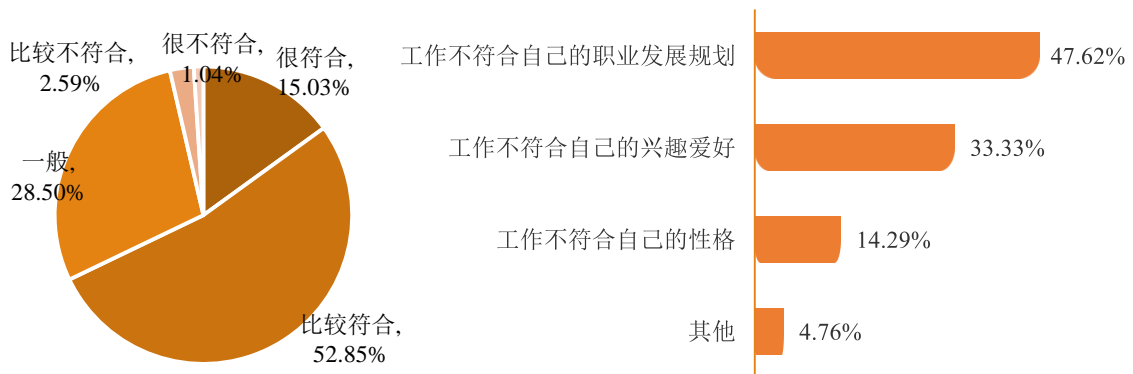 比较不符合,
2.59%
很不符合,
1.04%
很符合,
15.03%
一般,
28.50%
比较符合,
52.85%
工作不符合自己的职业发展规划
47.62%
工作不符合自己的兴趣爱好
33.33%
工作不符合自己的性格
14.29%
其他
4.76%